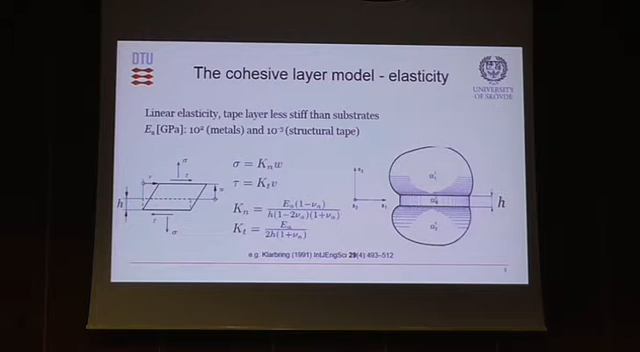 DTU
The cohesive layer model - elasticity
UNIVERSITY
OF SKÖVDE
Linear elasticity, tape layer less stiff than substrates
Eₐ [GPa]: 10² (metals) and 10⁻³ (structural tape)
σ = Kₙw
τ = Kₜv
Kₙ = Eₐ(1−νₐ) / h(1−2νₐ)(1+νₐ)
Kₜ = Eₐ / 2h(1+νₐ)
σ
τ
h
w
τ
σ
h
e.g: Klarbring (1991) IntJEngSci 29(4) 493–512